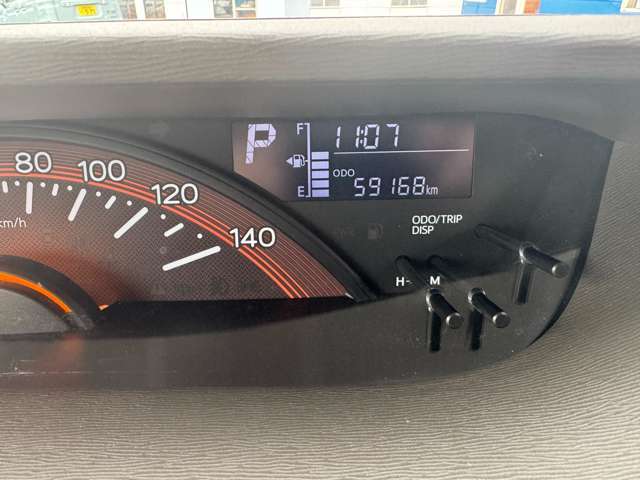 P
F
11:07
E
ODO
59168km
80
100
120
140
km/h
ODO/TRIP
DISP
H
M